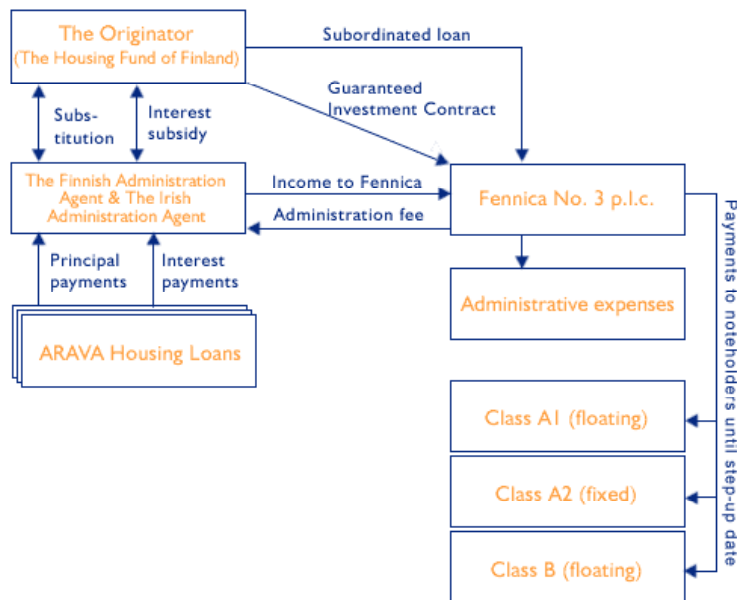 The Originator
(The Housing Fund of Finland)
Subordinated loan
Guaranteed
Investment Contract
Subs-
titution
Interest
subsidy
The Finnish Administration
Agent & The Irish
Administration Agent
Income to Fennica
Administration fee
Fennica No. 3 p.l.c.
Payments to noteholders until step-up date
Principal
payments
Interest
payments
Administrative expenses
ARAVA Housing Loans
Class A1 (floating)
Class A2 (fixed)
Class B (floating)